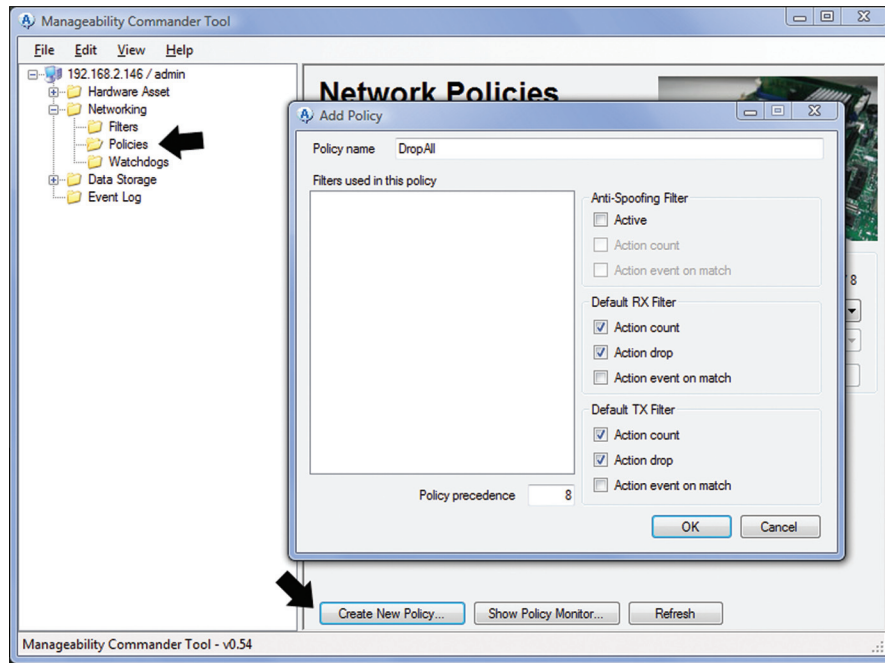 Manageability Commander Tool
File Edit View Help
192.168.2.146 / admin
Hardware Asset
Networking
Filters
Policies
Watchdogs
Data Storage
Event Log
Network Policies
Add Policy
Policy name DropAll
Filters used in this policy
Policy precedence 8
Anti-Spoofing Filter
Active
Action count
Action event on match
Default RX Filter
Action count
Action drop
Action event on match
Default TX Filter
Action count
Action drop
Action event on match
OK Cancel
8
Create New Policy... Show Policy Monitor... Refresh
Manageability Commander Tool - v0.54